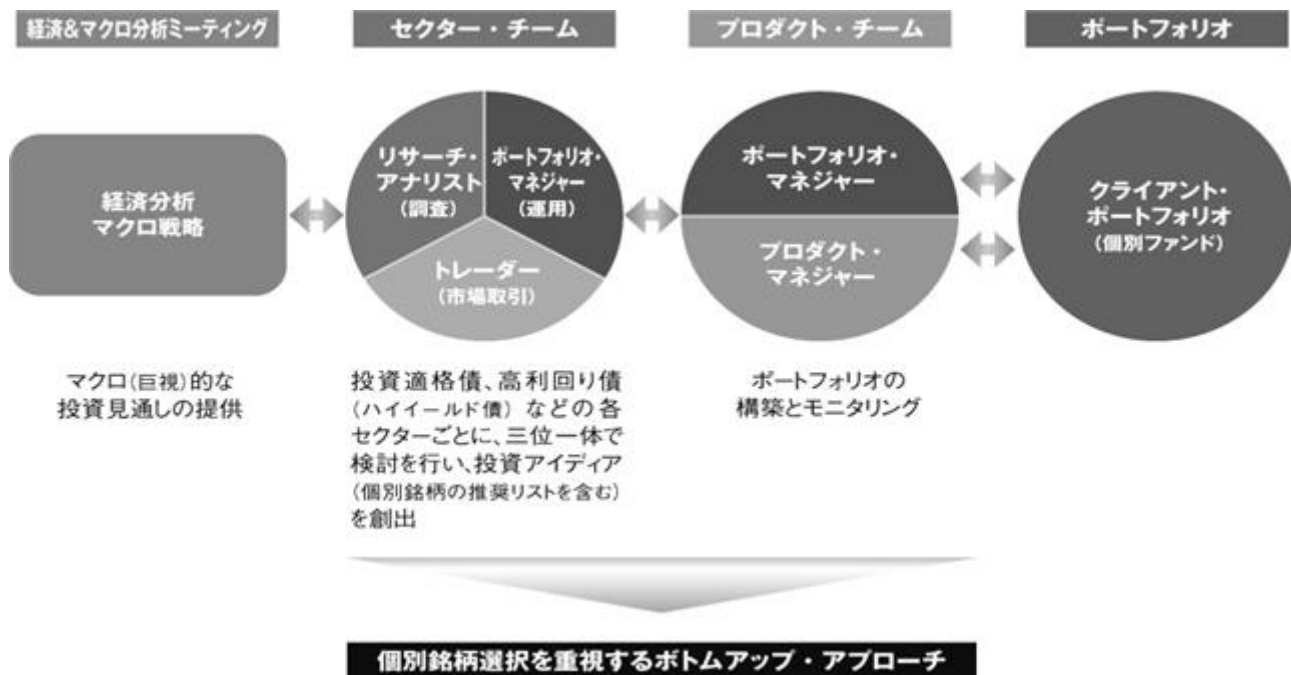 経済&マクロ分析ミーティング
セクター・チーム
プロダクト・チーム
ポートフォリオ
経済分析
マクロ戦略
リサーチ・
アナリスト
(調査)
ポートフォリオ・
マネジャー
(運用)
トレーダー
(市場取引)
ポートフォリオ・
マネジャー
プロダクト・
マネジャー
クライアント・
ポートフォリオ
(個別ファンド)
マクロ(巨視)的な
投資見通しの提供
投資適格債、高利回り債
(ハイイールド債)などの各
セクターごとに、三位一体で
検討を行い、投資アイディア
(個別銘柄の推奨リストを含む)
を創出
ポートフォリオの
構築とモニタリング
個別銘柄選択を重視するボトムアップ・アプローチ